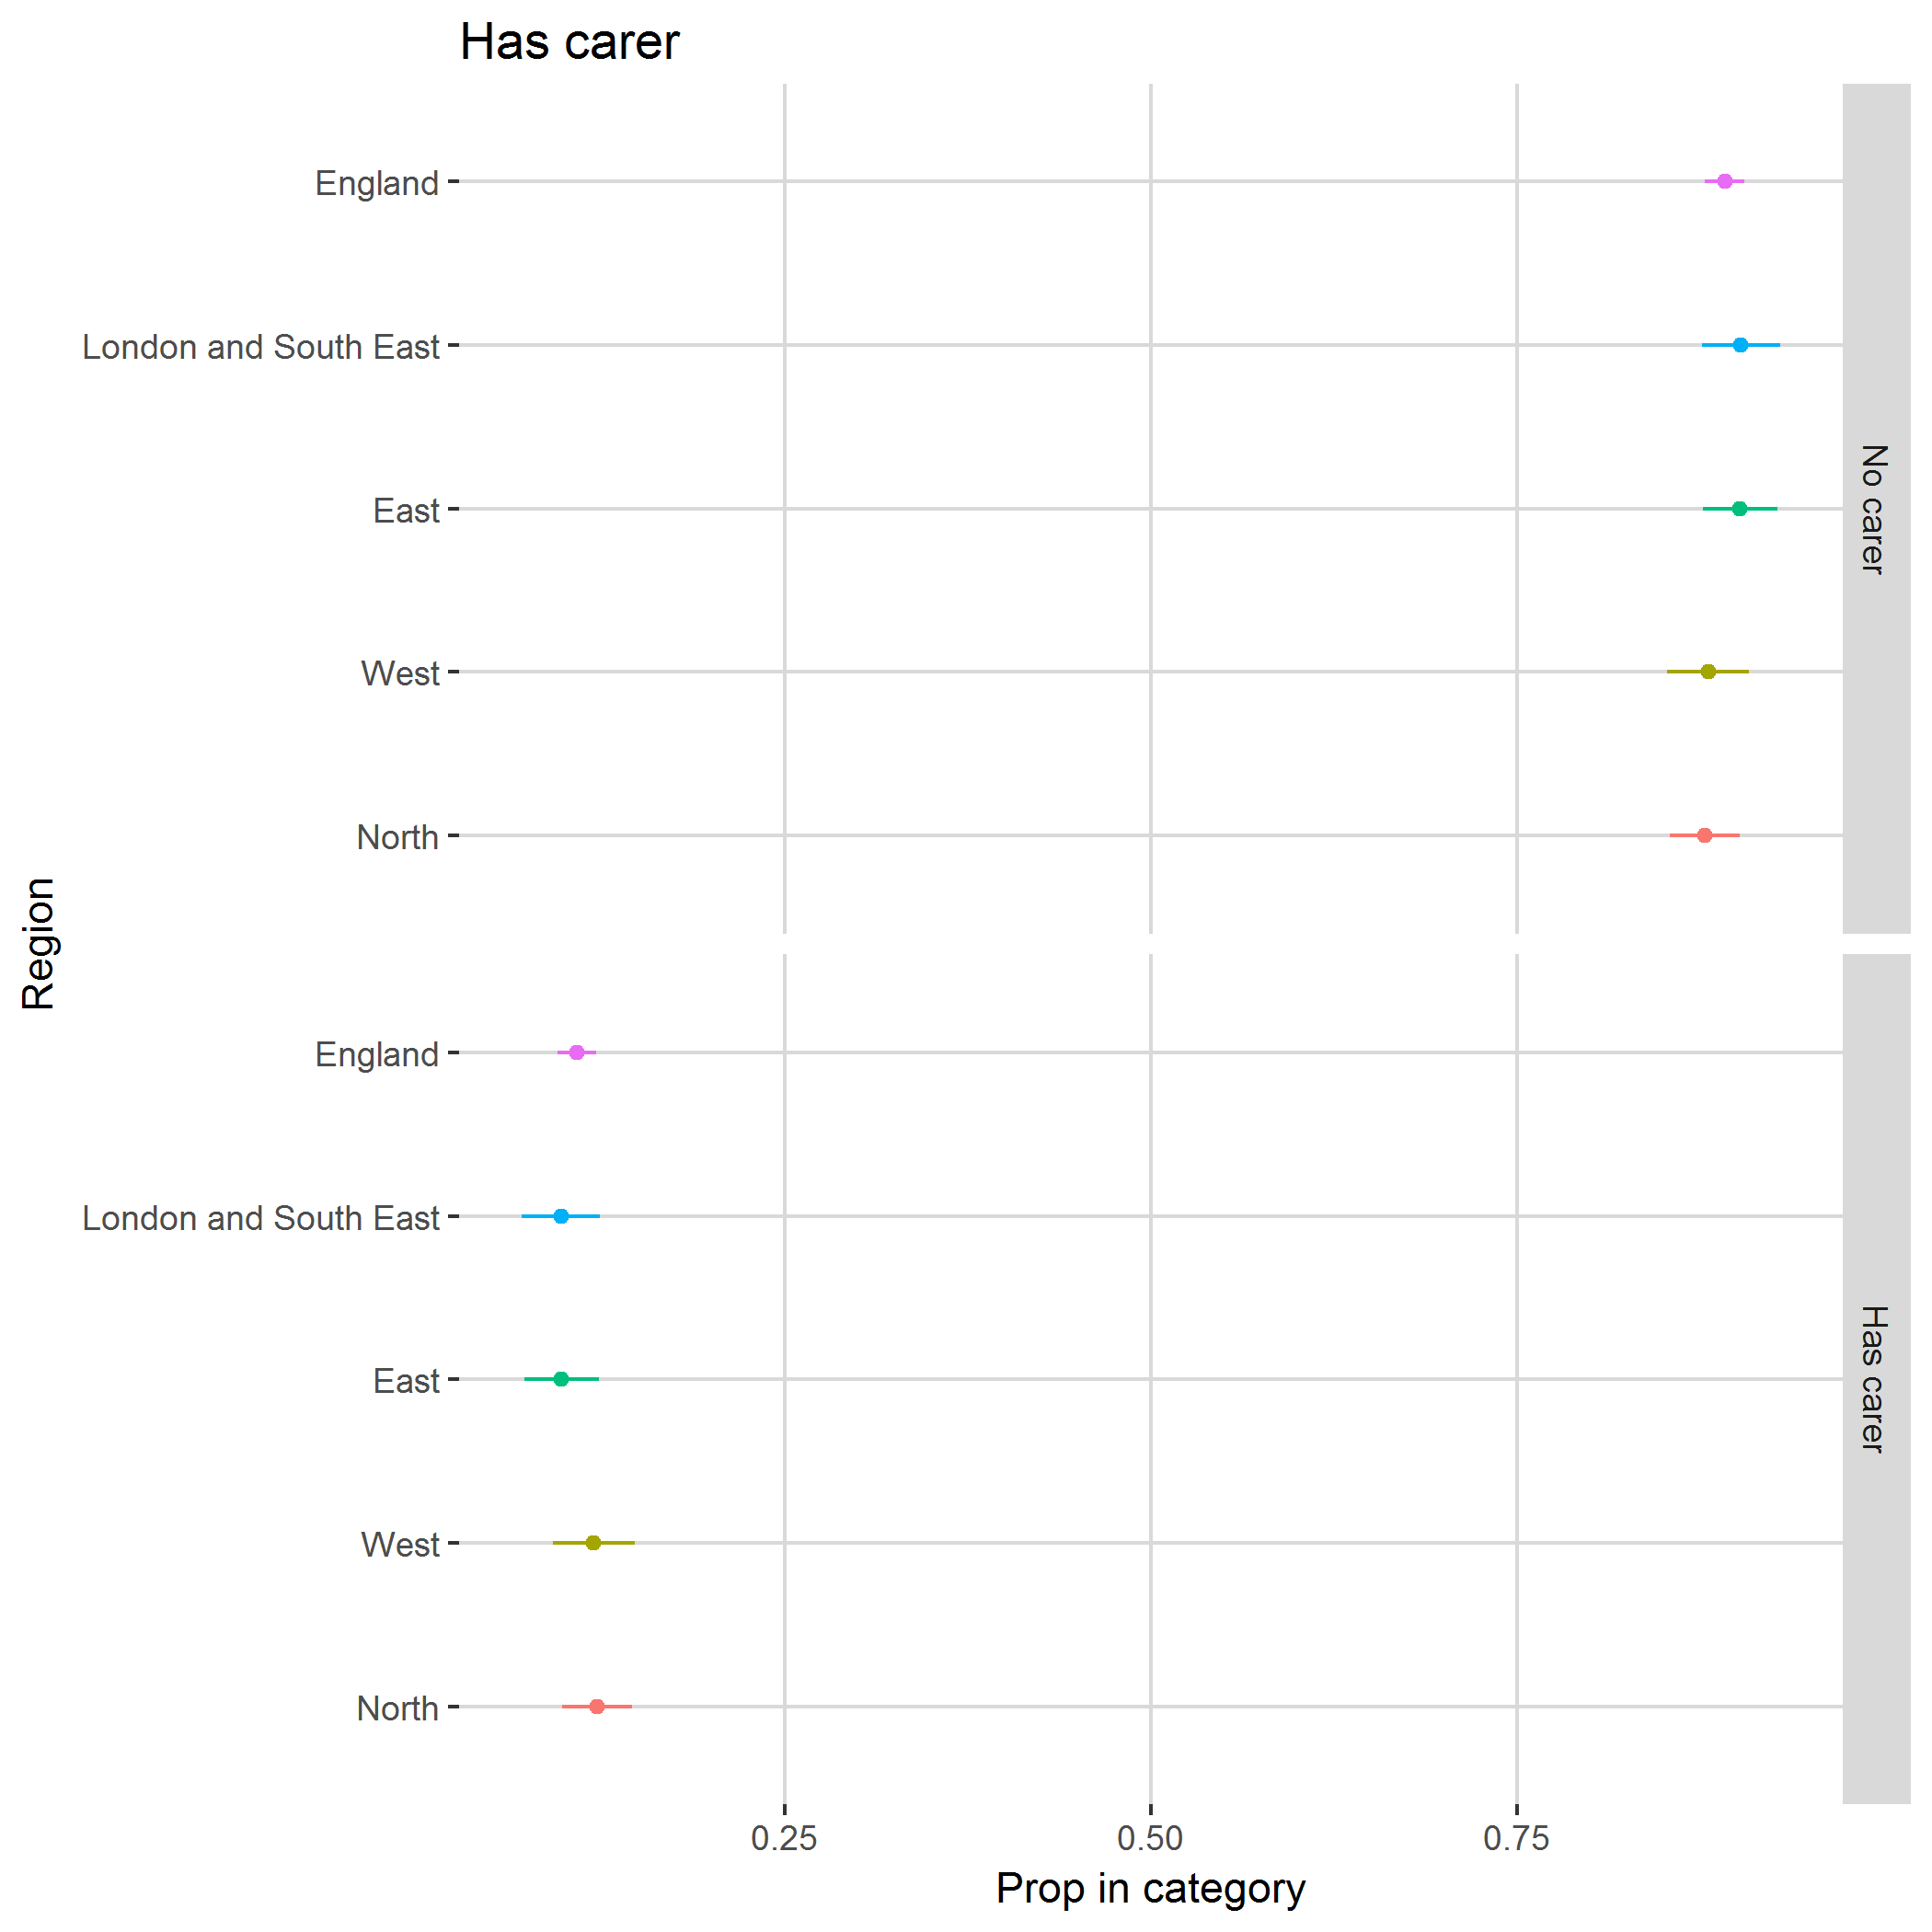 Has carer
England
London and South East
East
West
North
No carer
England
London and South East
East
West
North
Has carer
Region
0.25 0.50 0.75
Prop in category